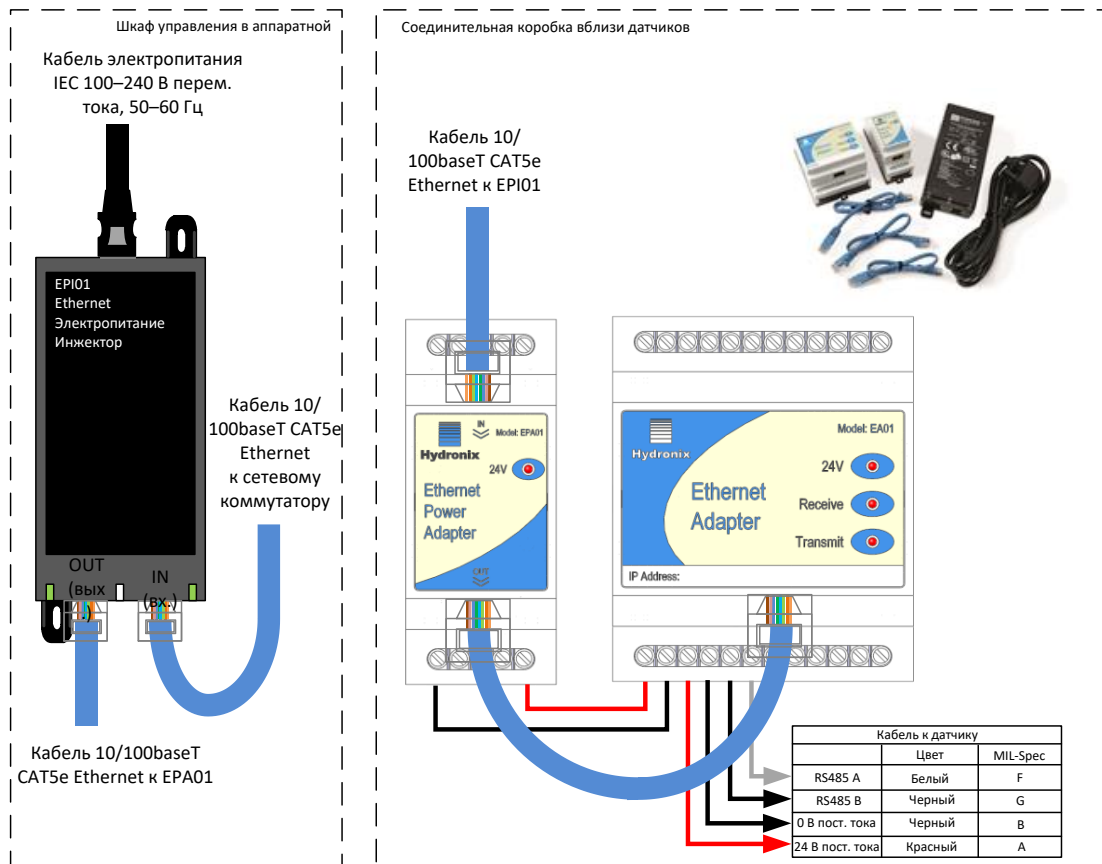 Шкаф управления в аппаратной
Кабель электропитания
IEC 100–240 В перем.
тока, 50–60 Гц
EPI01
Ethernet
Электропитание
Инжектор
Кабель 10/
100baseT CAT5e
Ethernet
к сетевому
коммутатору
OUT
(вых
.)
IN
(вх.)
Кабель 10/100baseT
CAT5e Ethernet к EPA01
Соединительная коробка вблизи датчиков
Кабель 10/
100baseT CAT5e
Ethernet к EPI01
IN
Model: EPA01
Hydronix
24V
Ethernet
Power
Adapter
OUT
Model: EA01
Hydronix
24V
Ethernet
Adapter
Receive
Transmit
IP Address:
Кабель к датчику
Цвет MIL-Spec
RS485 A Белый F
RS485 B Черный G
0 В пост. тока Черный B
24 В пост. тока Красный A